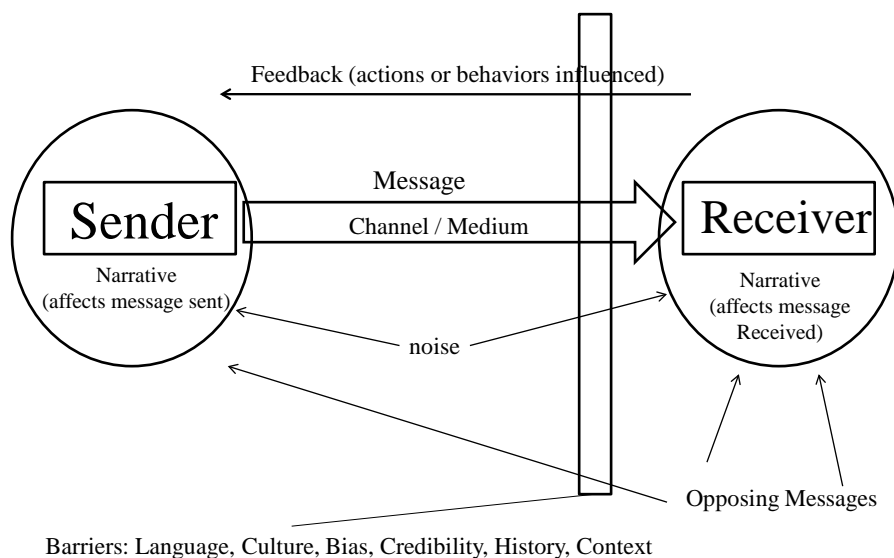 Feedback (actions or behaviors influenced)
Message
Sender
Channel / Medium
Receiver
Narrative
(affects message sent)
Narrative
(affects message
Received)
noise
Opposing Messages
Barriers: Language, Culture, Bias, Credibility, History, Context